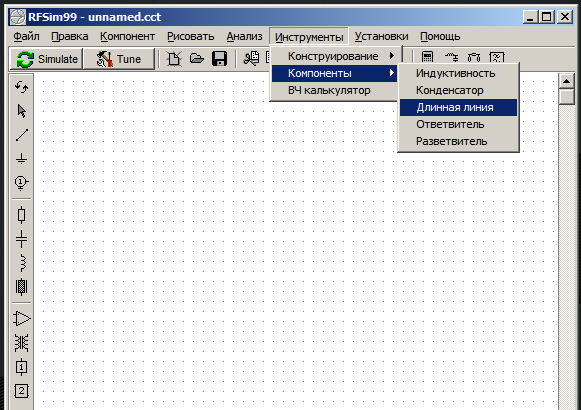 RFSim99 - unnamed.cct
Файл Правка Компонент Рисовать Анализ Инструменты Установки Помощь
Simulate Tune
Конструирование
Компоненты
ВЧ калькулятор
Индуктивность
Конденсатор
Длинная линия
Ответвитель
Разветвитель
1
1
2